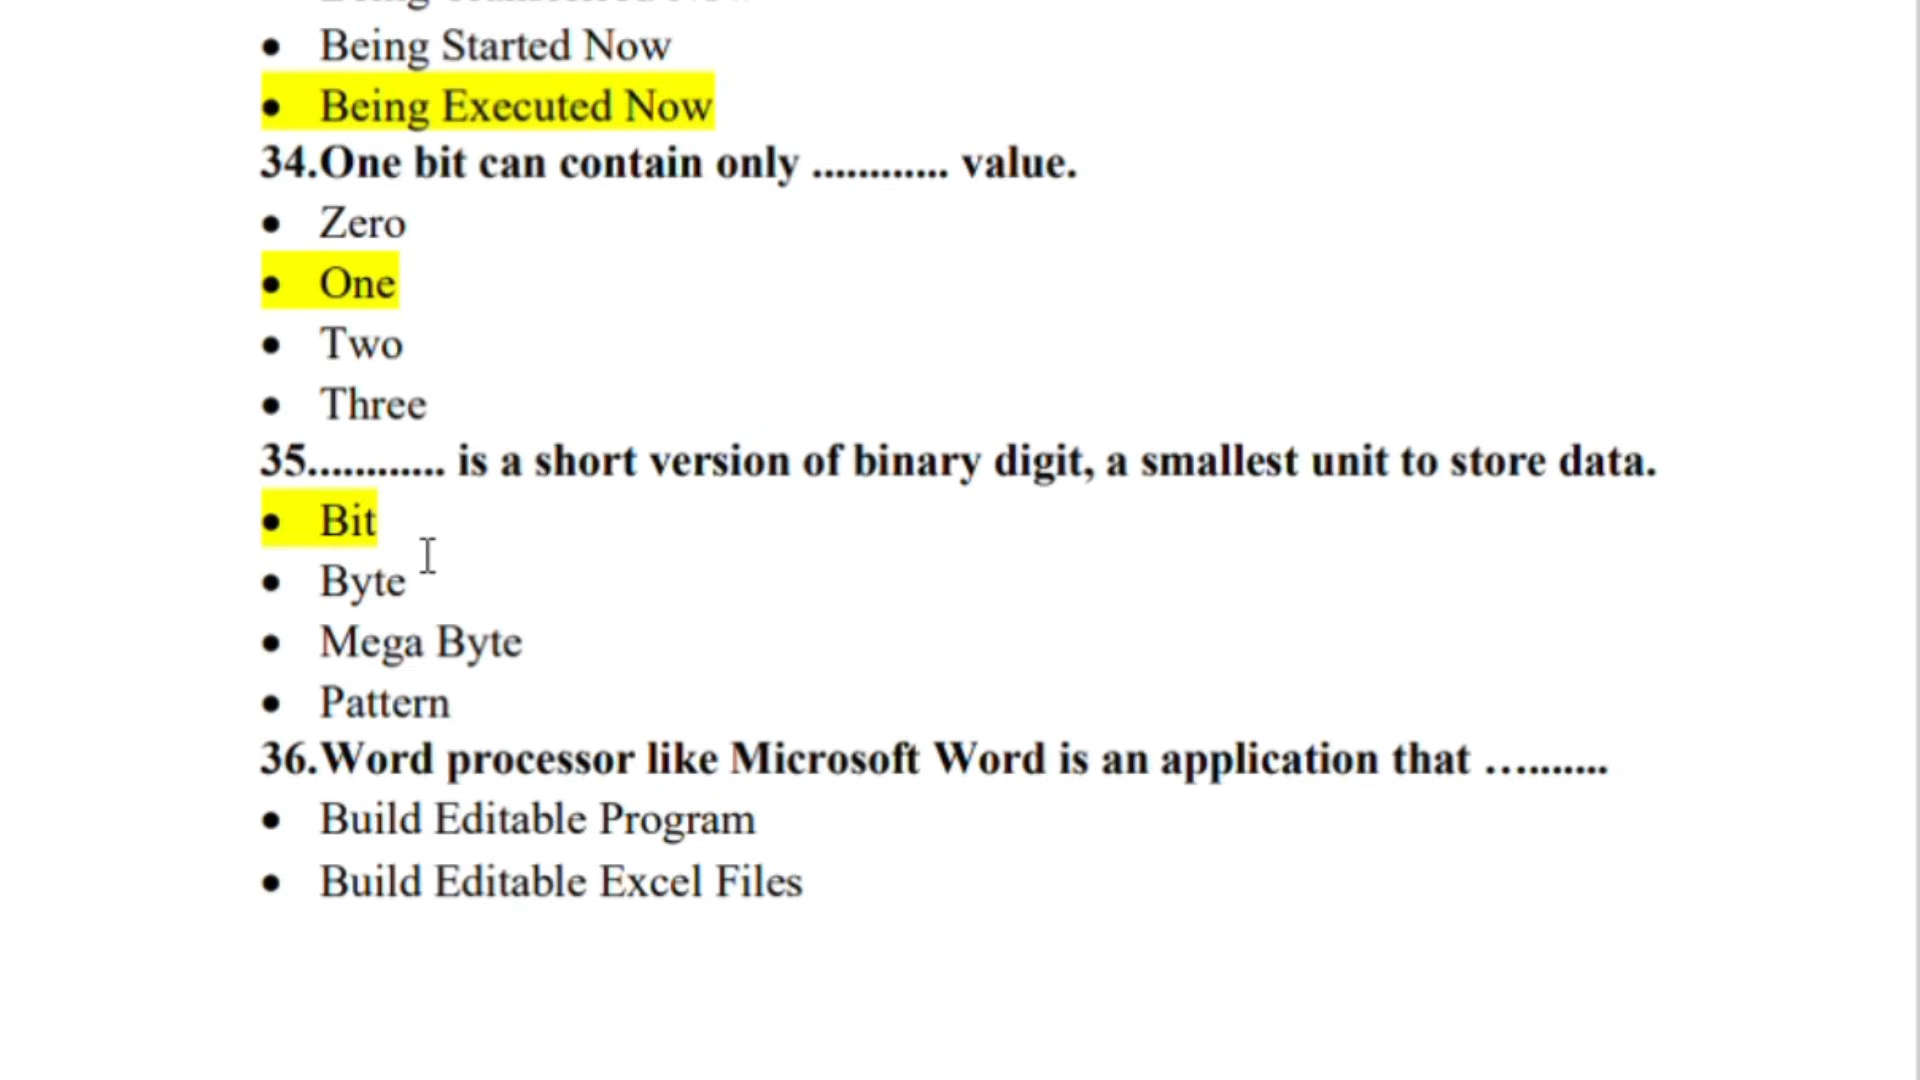 • Being Started Now
• Being Executed Now
34.One bit can contain only ............ value.
• Zero
• One
• Two
• Three
35............ is a short version of binary digit, a smallest unit to store data.
• Bit
• Byte
• Mega Byte
• Pattern
36.Word processor like Microsoft Word is an application that ….......
• Build Editable Program
• Build Editable Excel Files